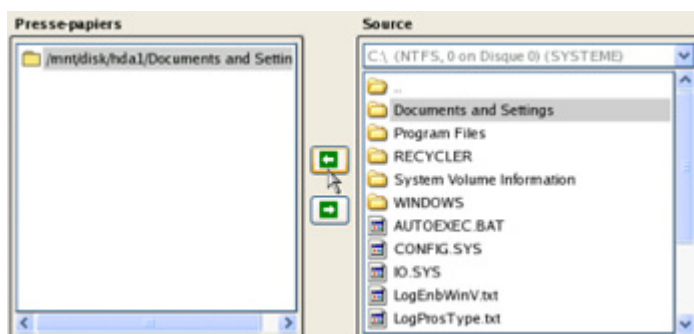 Presse-papiers
/mnt/disk/hda1/Documents and Settin
Source
C:\ (NTFS, 0 on Disque 0) (SYSTEME)
..
Documents and Settings
Program Files
RECYCLER
System Volume Information
WINDOWS
AUTOEXEC.BAT
CONFIG.SYS
IO.SYS
LogEnbWinV.txt
LogProsType.txt